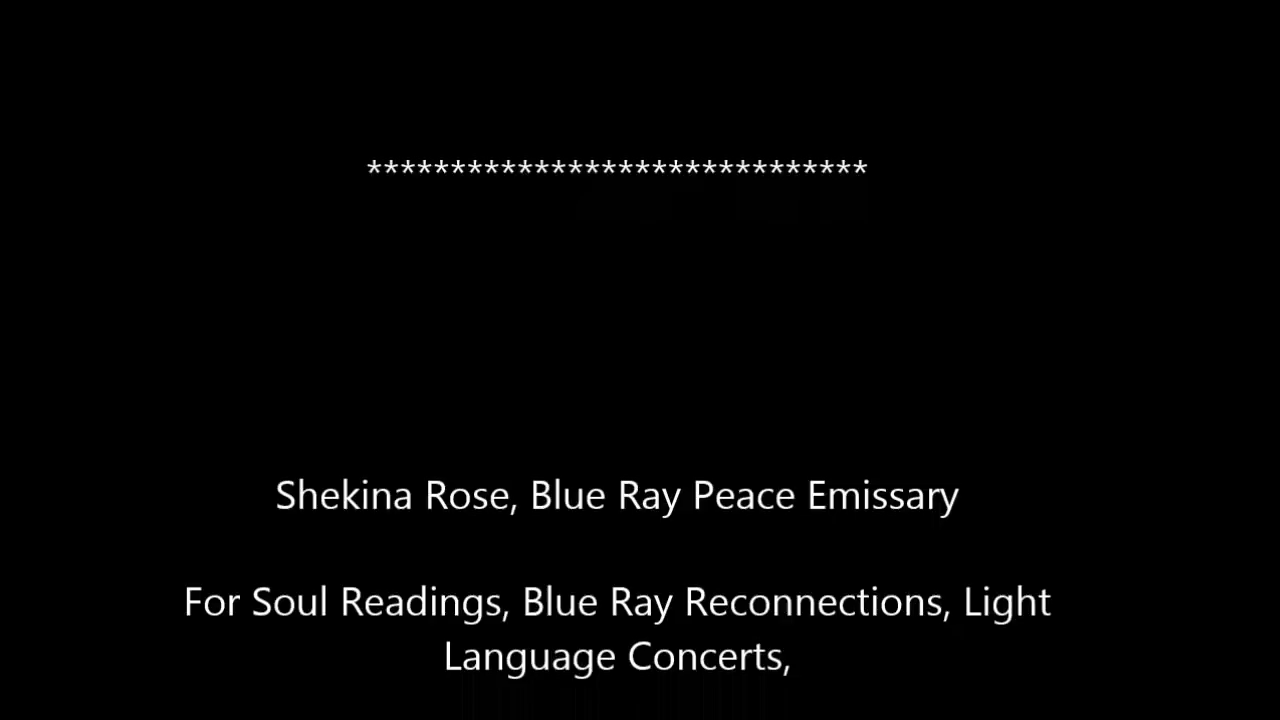 ******************************
Shekina Rose, Blue Ray Peace Emissary
For Soul Readings, Blue Ray Reconnections, Light
Language Concerts,